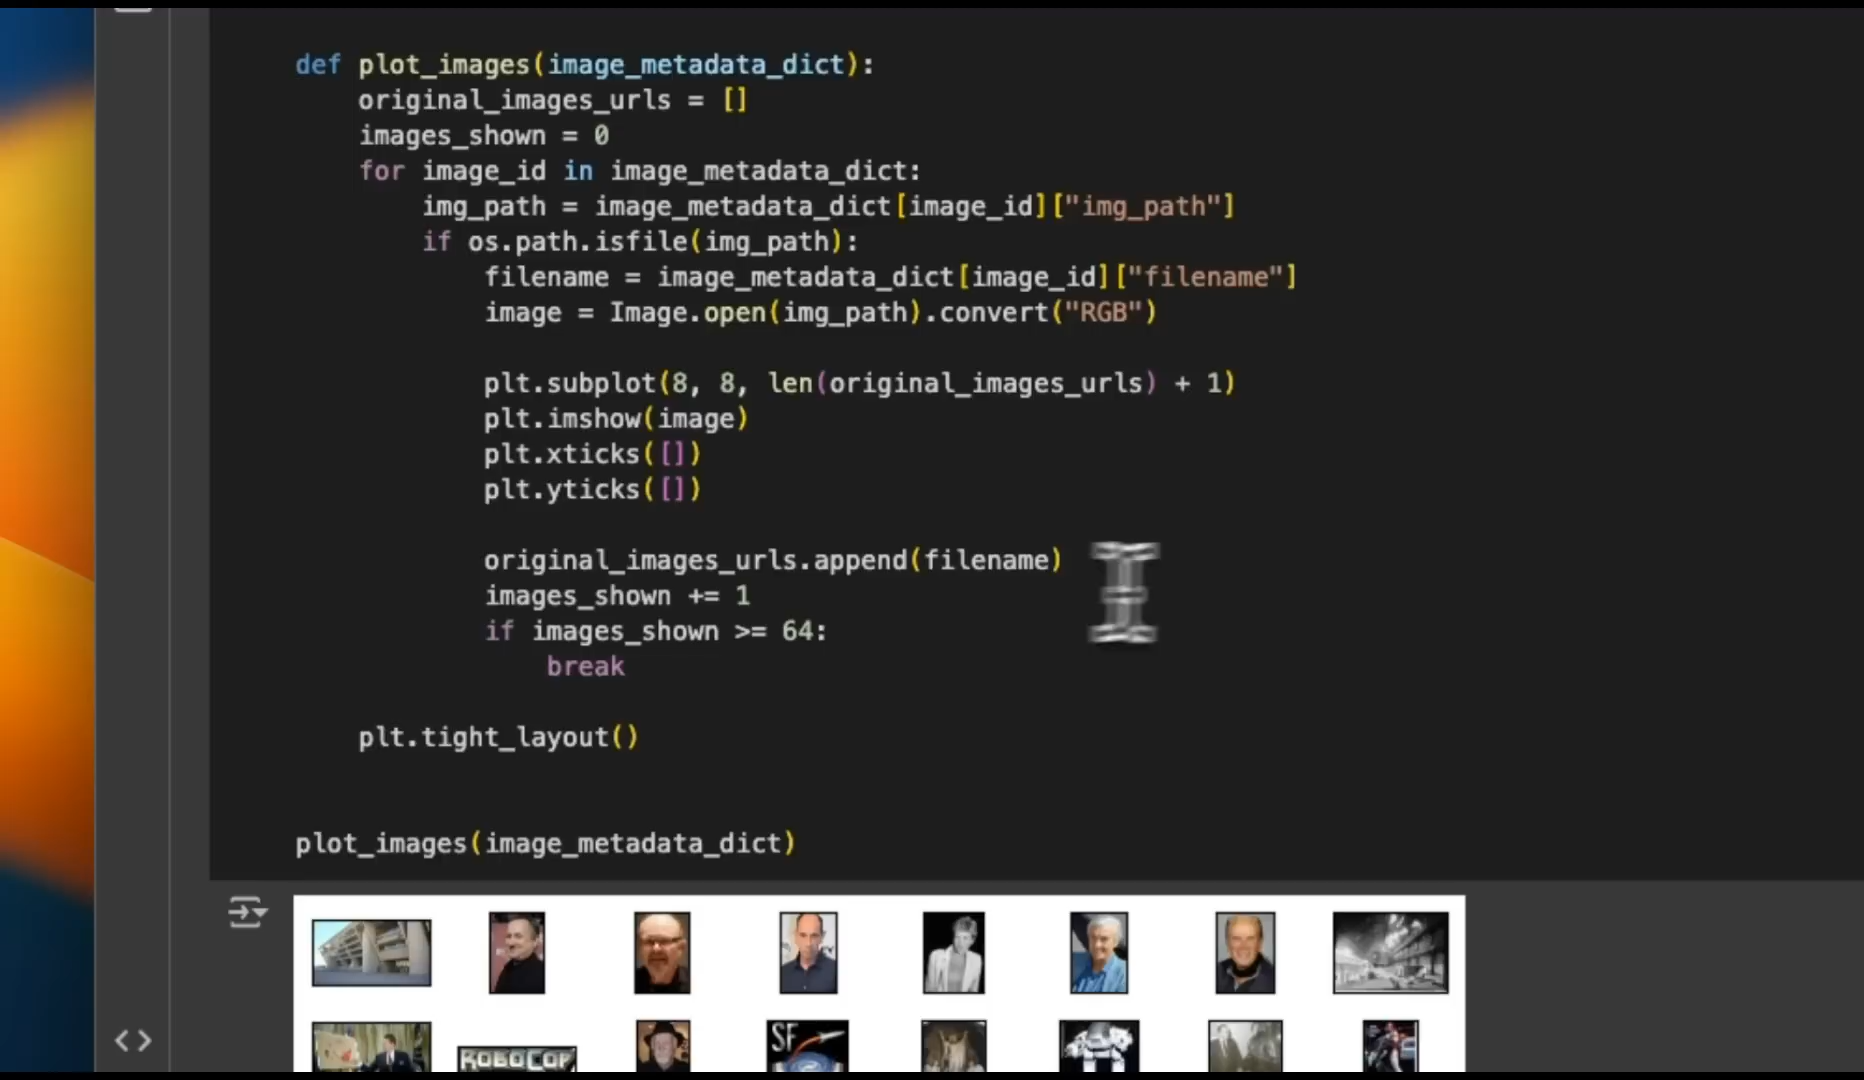 def plot_images(image_metadata_dict):
    original_images_urls = []
    images_shown = 0
    for image_id in image_metadata_dict:
        img_path = image_metadata_dict[image_id]["img_path"]
        if os.path.isfile(img_path):
            filename = image_metadata_dict[image_id]["filename"]
            image = Image.open(img_path).convert("RGB")

            plt.subplot(8, 8, len(original_images_urls) + 1)
            plt.imshow(image)
            plt.xticks([])
            plt.yticks([])

            original_images_urls.append(filename)
            images_shown += 1
            if images_shown >= 64:
                break

    plt.tight_layout()

plot_images(image_metadata_dict)
ROBOCOP
SF